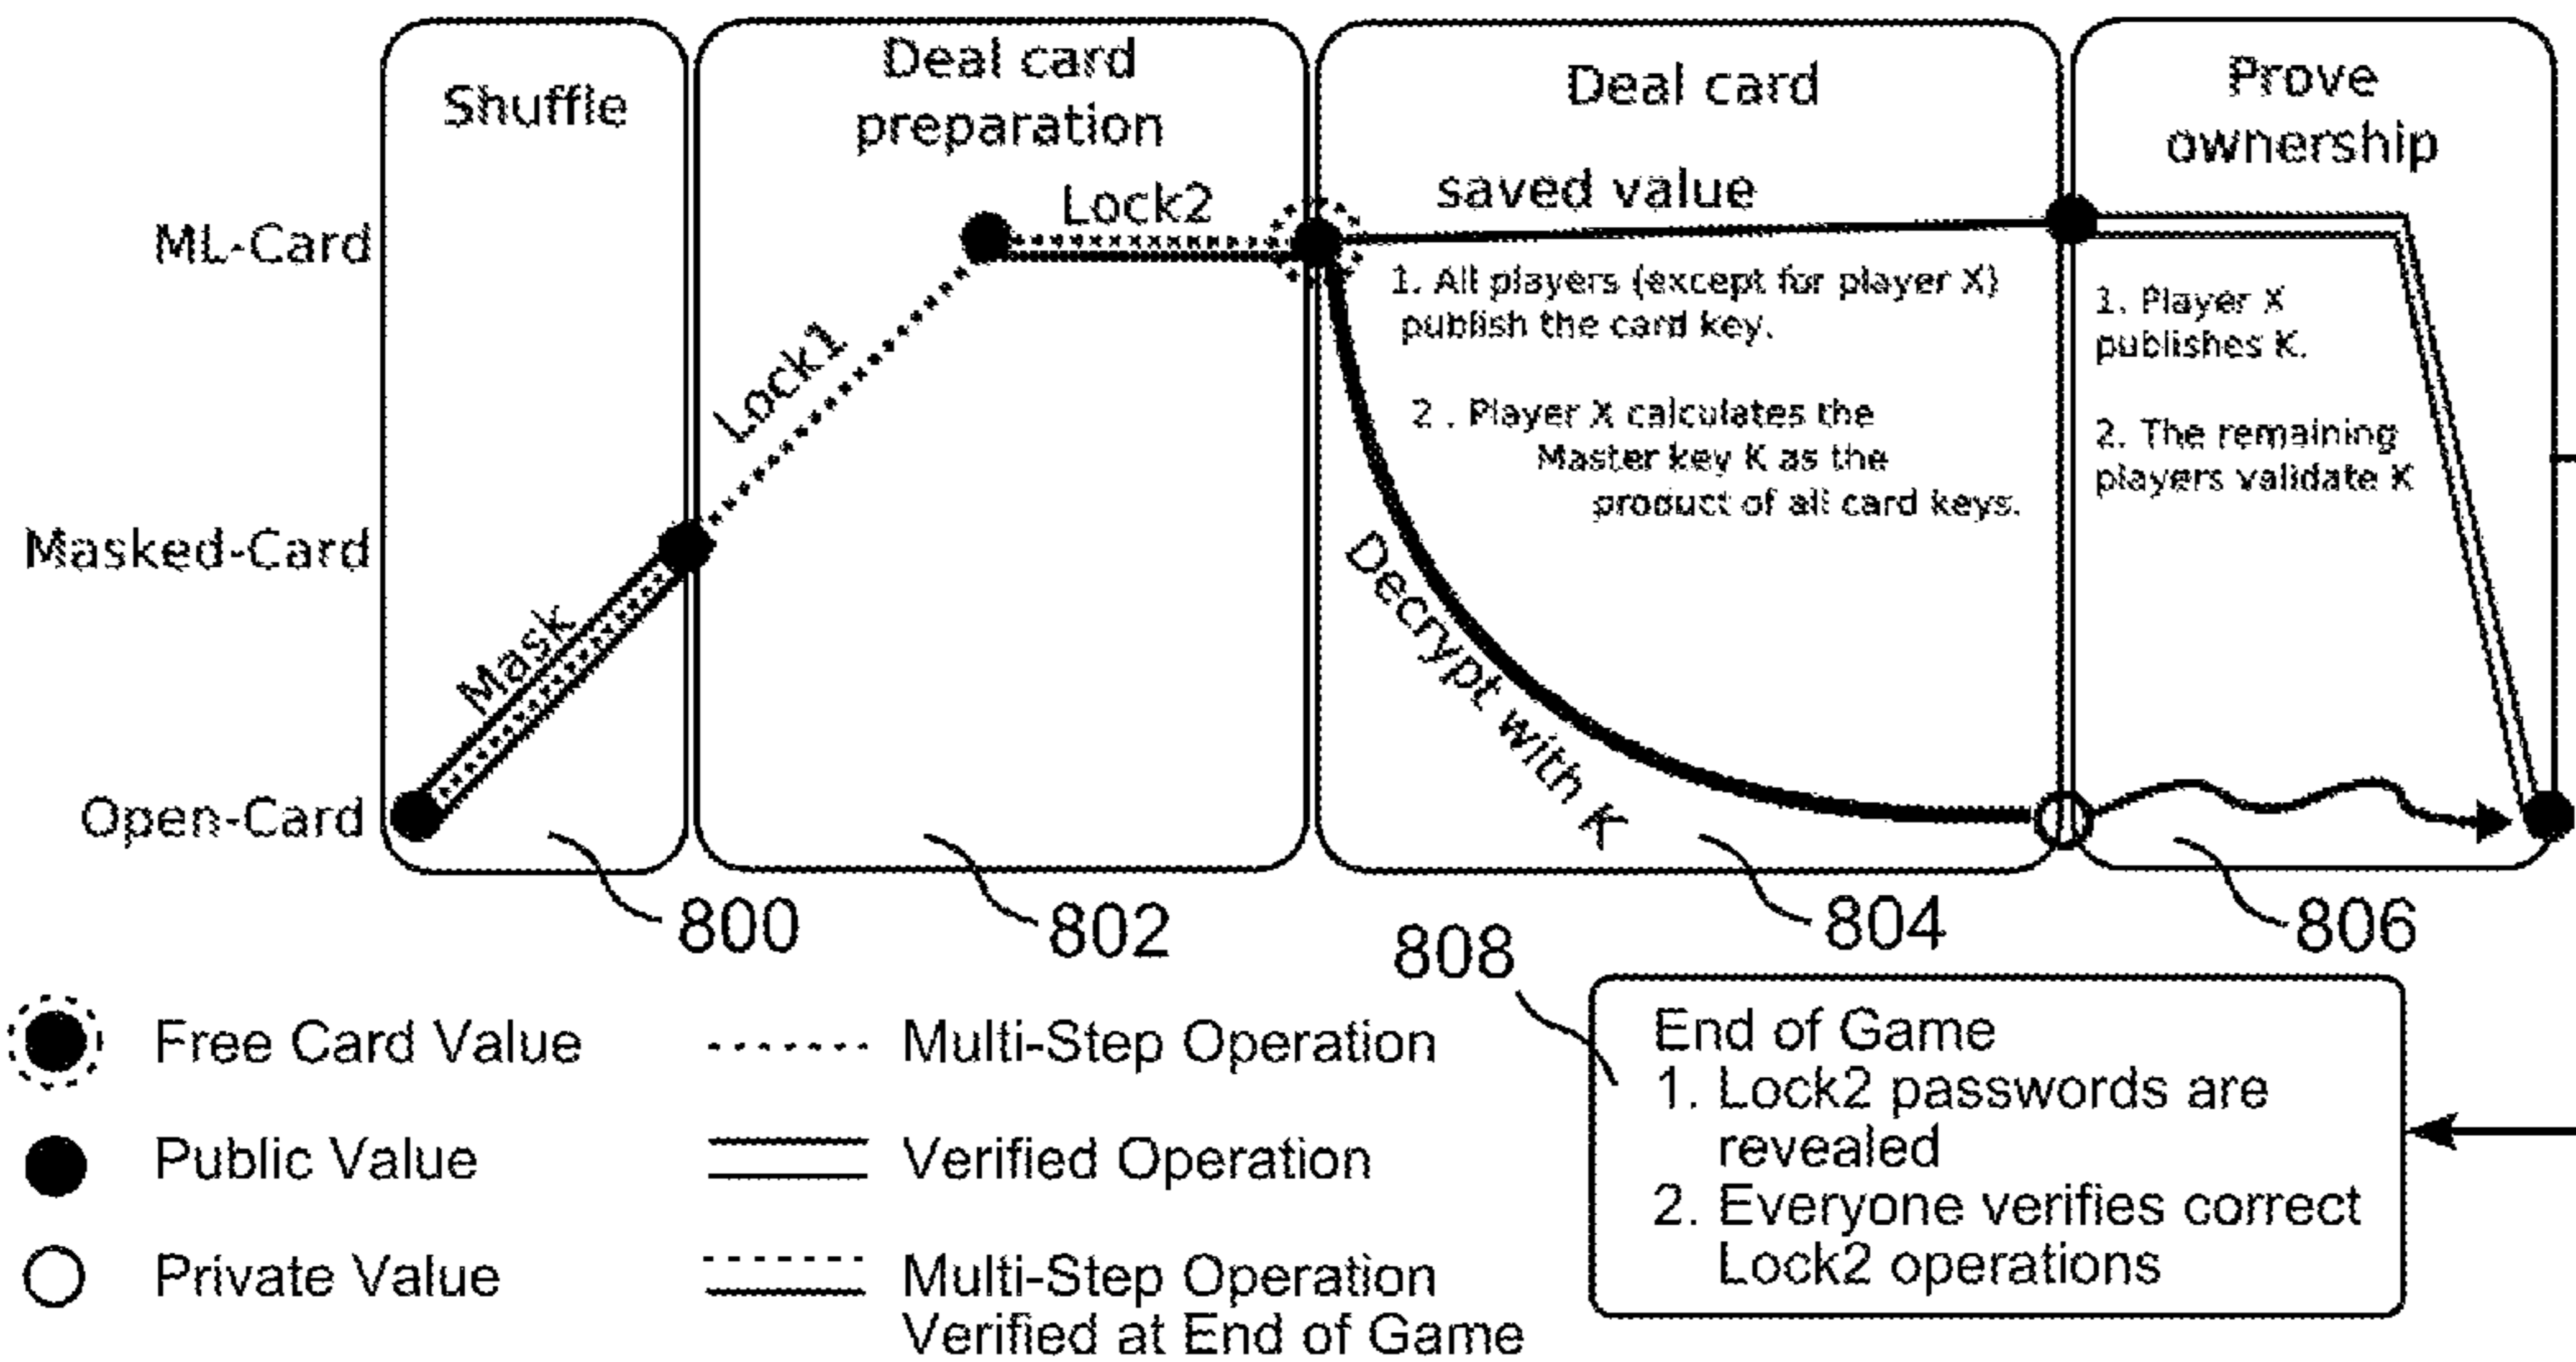 Shuffle
Deal card
preparation
Deal card
Prove
ownership
ML-Card
Masked-Card
Open-Card
Mask
Lock1
Lock2
saved value
1. All players (except for player X)
publish the card key.
2 . Player X calculates the
Master key K as the
product of all card keys.
Decrypt with K
1. Player X
publishes K.
2. The remaining
players validate K
800
802
804
806
808
Free Card Value
Public Value
Private Value
Multi-Step Operation
Verified Operation
Multi-Step Operation
Verified at End of Game
End of Game
1. Lock2 passwords are
revealed
2. Everyone verifies correct
Lock2 operations